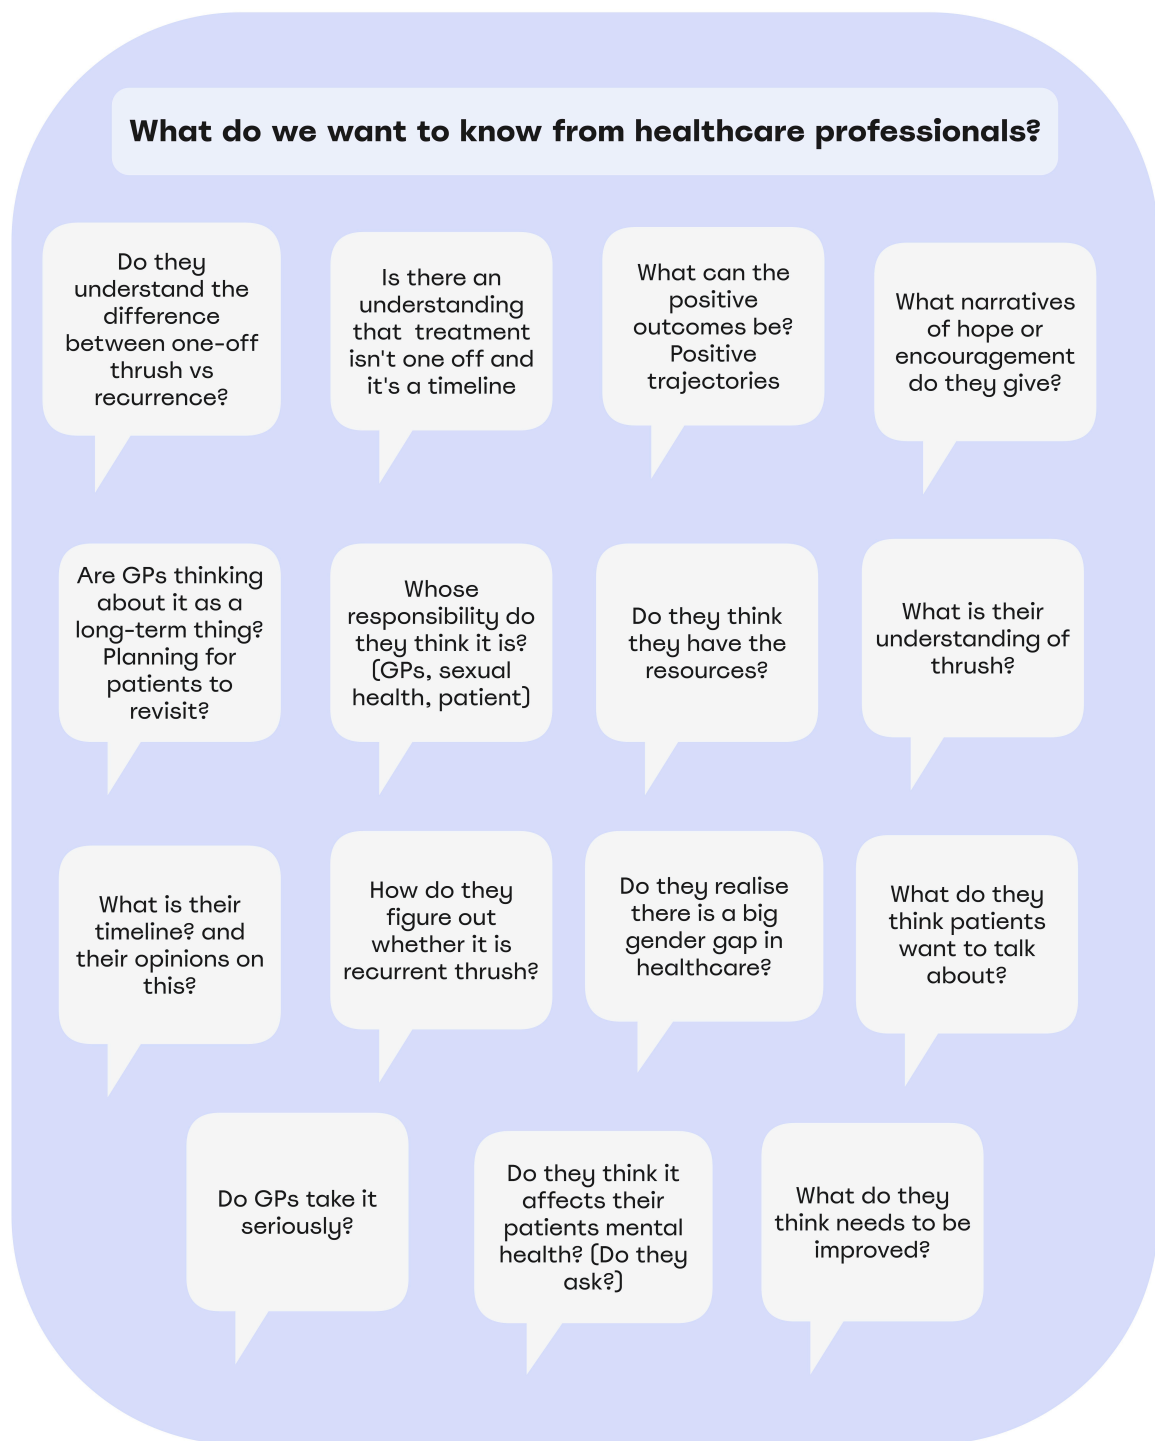 What do we want to know from healthcare professionals?
Do they
understand the
difference
between one-off
thrush vs
recurrence?
Is there an
understanding
that  treatment
isn't one off and
it's a timeline
What can the
positive
outcomes be?
Positive
trajectories
What narratives
of hope or
encouragement
do they give?
Are GPs thinking
about it as a
long-term thing?
Planning for
patients to
revisit?
Whose
responsibility do
they think it is?
(GPs, sexual
health, patient)
Do they think
they have the
resources?
What is their
understanding of
thrush?
What is their
timeline? and
their opinions on
this?
How do they
figure out
whether it is
recurrent thrush?
Do they realise
there is a big
gender gap in
healthcare?
What do they
think patients
want to talk
about?
Do GPs take it
seriously?
Do they think it
affects their
patients mental
health? (Do they
ask?)
What do they
think needs to be
improved?